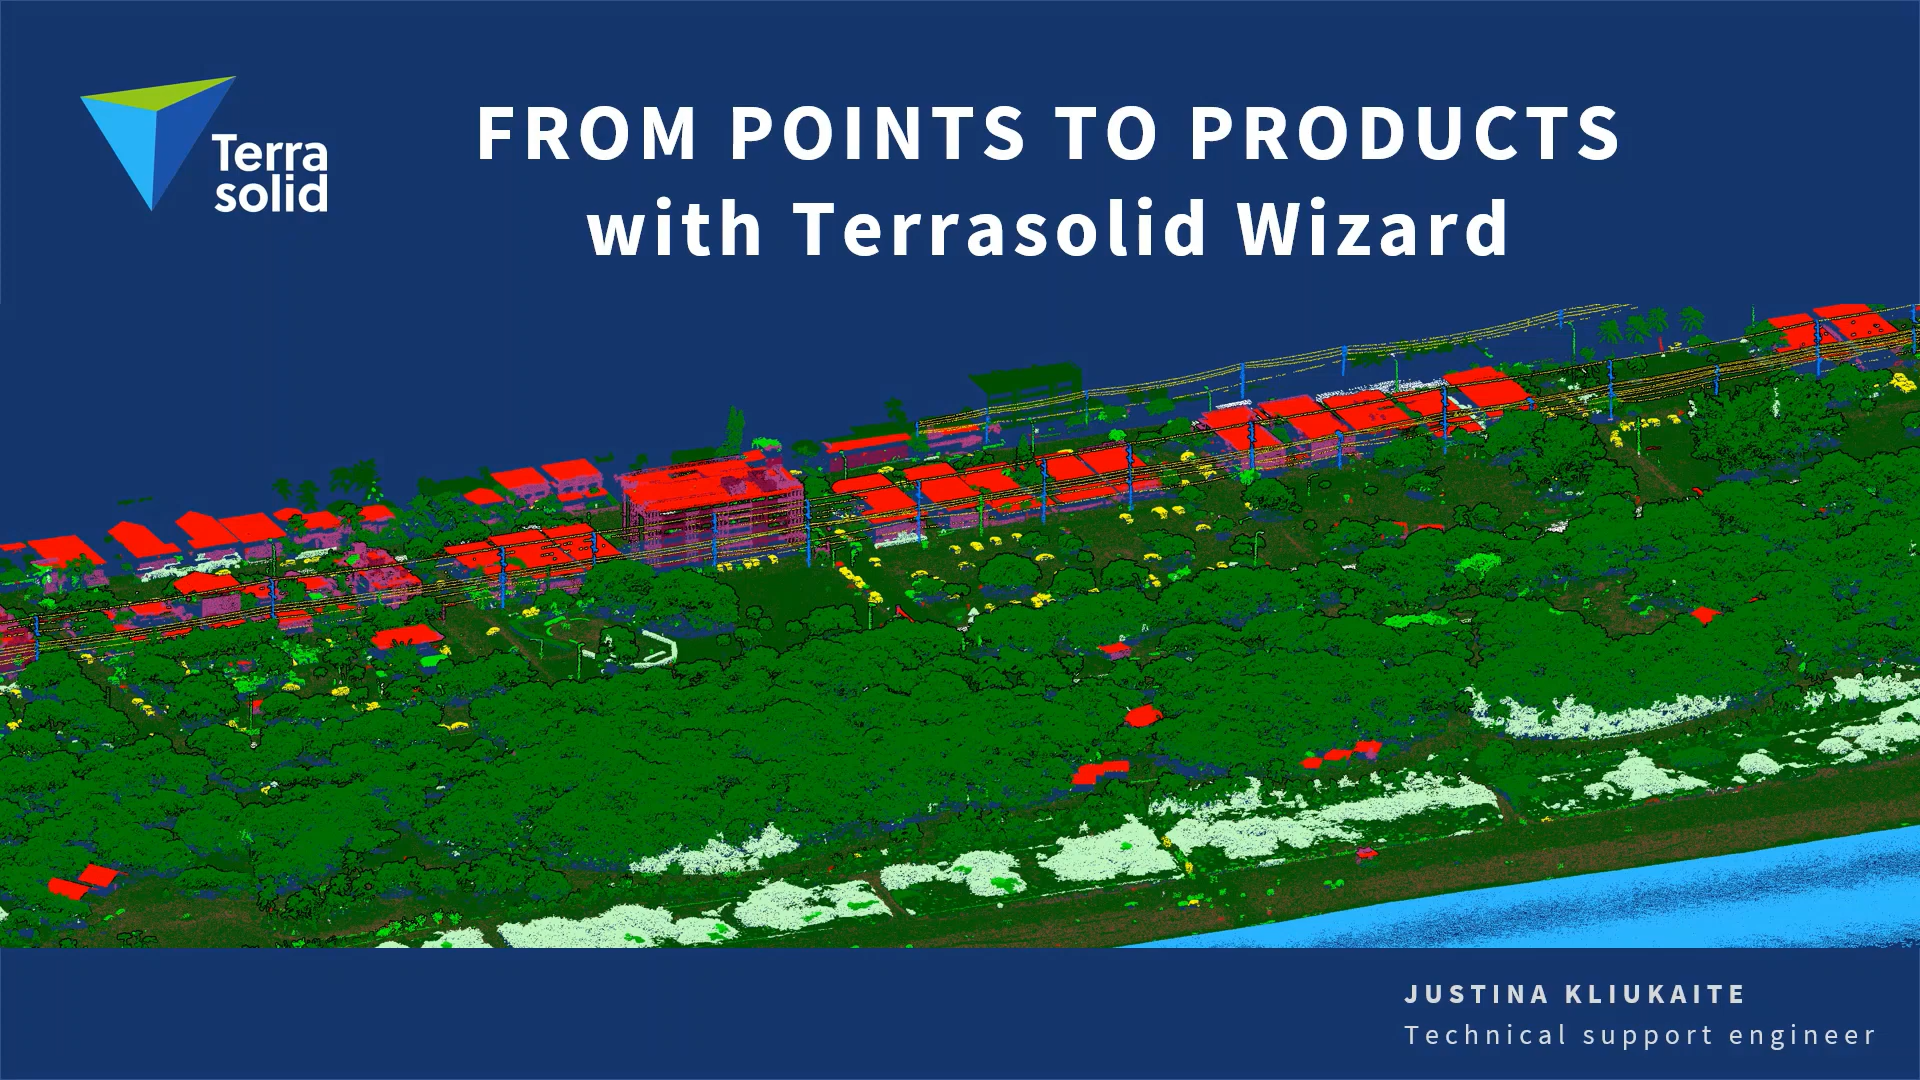 Terra
solid
FROM POINTS TO PRODUCTS
with Terrasolid Wizard
JUSTINA KLIUKAITE
Technical support engineer